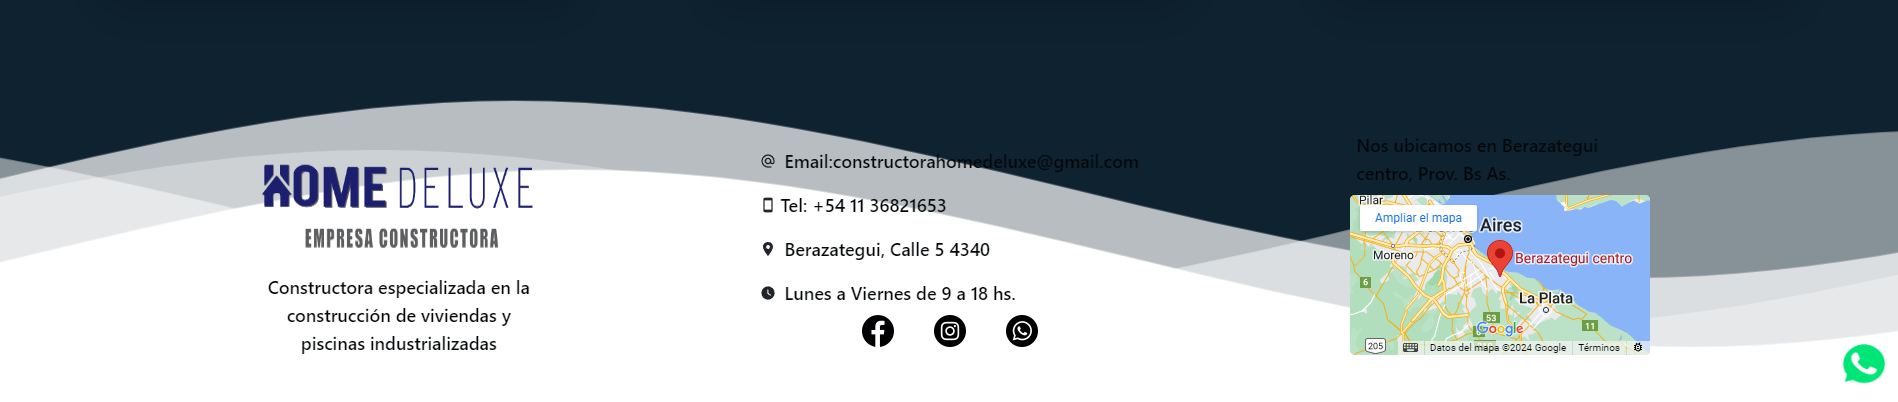 HOME DELUXE
EMPRESA CONSTRUCTORA
Constructora especializada en la
construcción de viviendas y
piscinas industrializadas
Email:constructorahomedeluxe@gmail.com
Tel: +54 11 36821653
Berazategui, Calle 5 4340
Lunes a Viernes de 9 a 18 hs.
Nos ubicamos en Berazategui
centro, Prov. Bs As.
Pilar
Ampliar el mapa
Aires
Moreno
Berazategui centro
6
La Plata
53
Google
11
2
205
Datos del mapa ©2024 Google
Términos